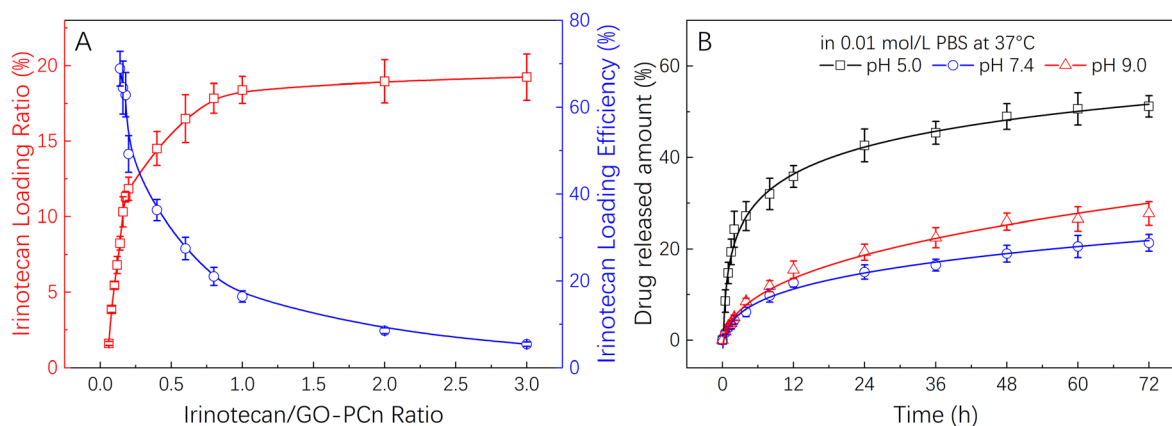 A
Irinotecan Loading Ratio (%)
0
5
10
15
20
0.0
0.5
1.0
1.5
2.0
2.5
3.0
Irinotecan/GO-PCn Ratio
0
20
40
60
80
Irinotecan Loading Efficiency (%)
B
in 0.01 mol/L PBS at 37°C
pH 5.0
pH 7.4
pH 9.0
Drug released amount (%)
0
20
40
60
0
12
24
36
48
60
72
Time (h)